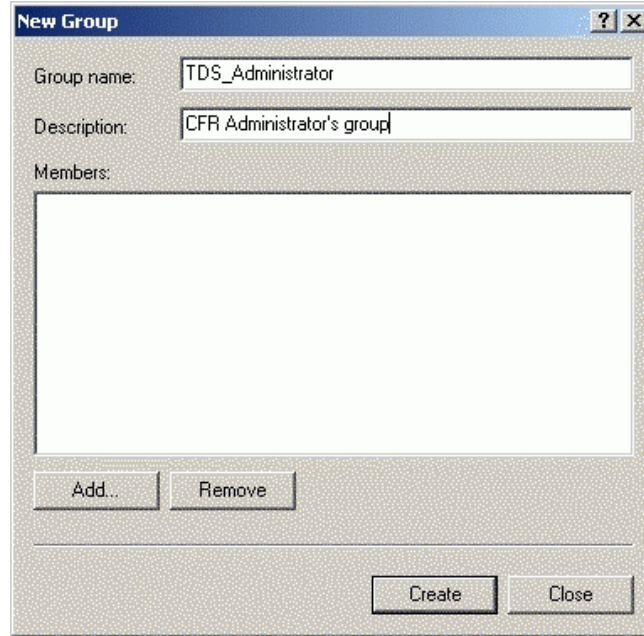 New Group
Group name: TDS_Administrator
Description: CFR Administrator's group
Members:
Add... Remove
Create Close